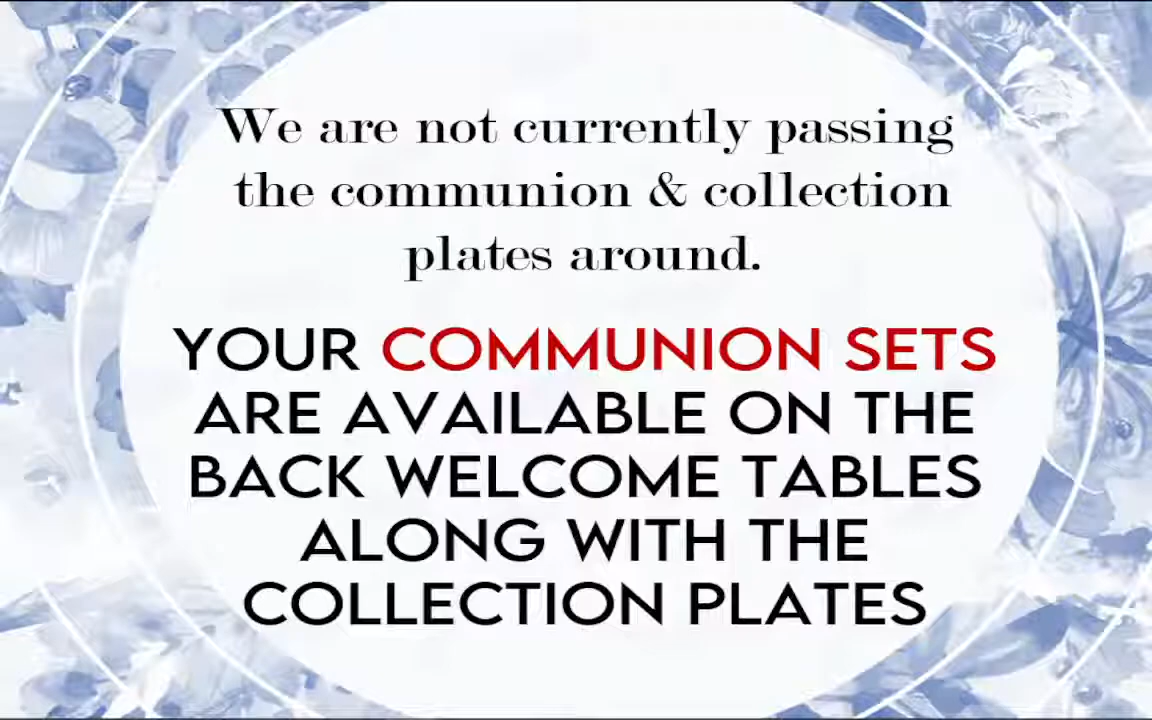 We are not currently passing
the communion & collection
plates around.
YOUR COMMUNION SETS
ARE AVAILABLE ON THE
BACK WELCOME TABLES
ALONG WITH THE
COLLECTION PLATES